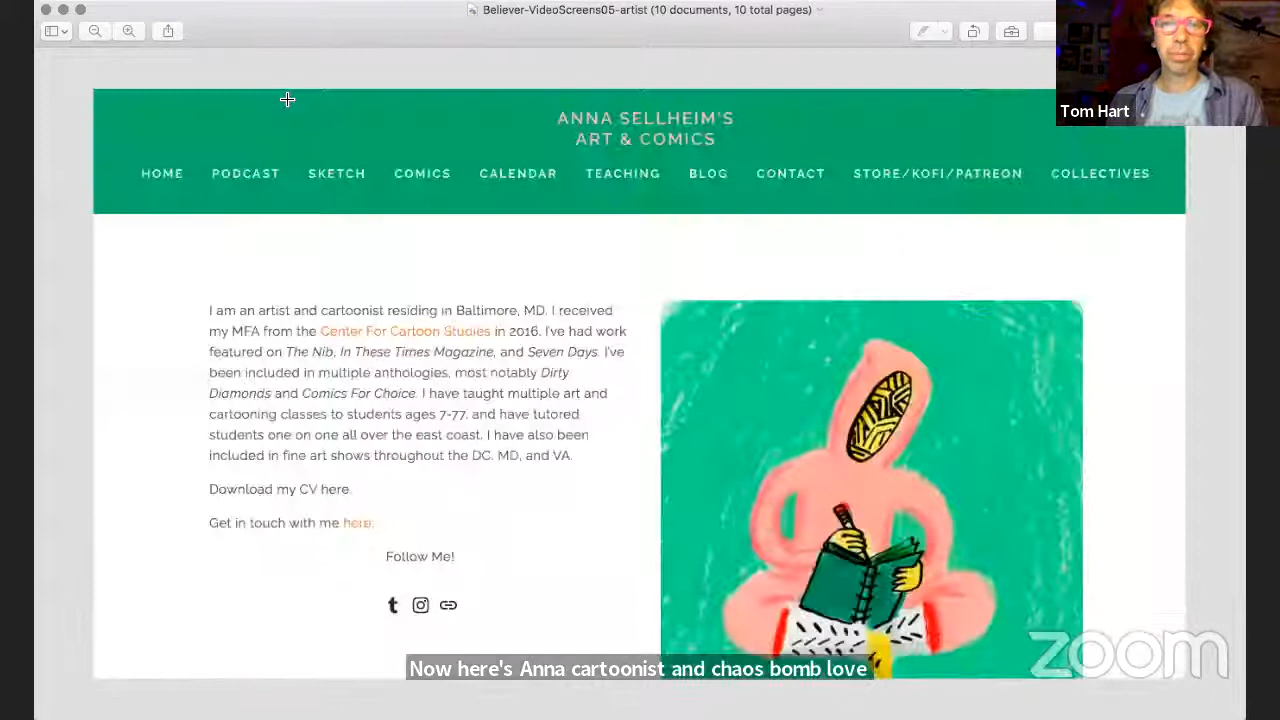 Believer-VideoScreens05-artist (10 documents, 10 total pages)
Tom Hart
ANNA SELLHEIM'S
ART & COMICS
HOME PODCAST SKETCH COMICS CALENDAR TEACHING BLOG CONTACT STORE/KOFI/PATREON COLLECTIVES
I am an artist and cartoonist residing in Baltimore, MD. I received
my MFA from the Center For Cartoon Studies in 2016. I've had work
featured on The Nib, In These Times Magazine, and Seven Days. I've
been included in multiple anthologies, most notably Dirty
Diamonds and Comics For Choice. I have taught multiple art and
cartooning classes to students ages 7-77, and have tutored
students one on one all over the east coast. I have also been
included in fine art shows throughout the DC, MD, and VA.
Download my CV here.
Get in touch with me here.
Follow Me!
zoom
Now here's Anna cartoonist and chaos bomb love